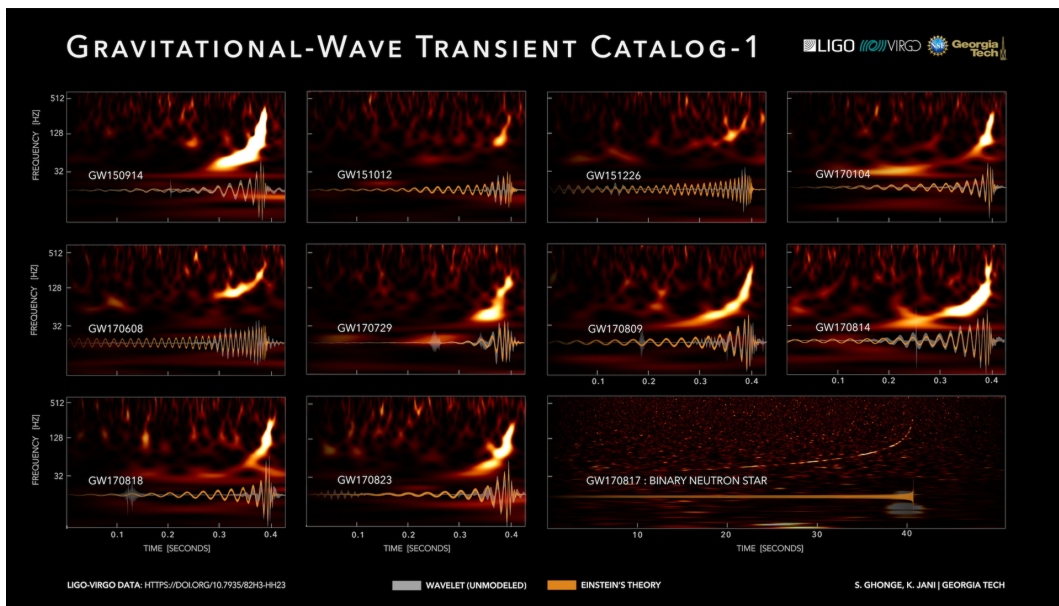 GRAVITATIONAL-WAVE TRANSIENT CATALOG-1
LIGO VIRGO NSF Georgia Tech
FREQUENCY [HZ]
512
128
32
GW150914
GW151012
GW151226
GW170104
FREQUENCY [HZ]
512
128
32
GW170608
GW170729
GW170809
GW170814
0.1 0.2 0.3 0.4
0.1 0.2 0.3 0.4
FREQUENCY [HZ]
512
128
32
GW170818
GW170823
GW170817 : BINARY NEUTRON STAR
0.1 0.2 0.3 0.4
0.1 0.2 0.3 0.4
10 20 30 40
TIME [SECONDS]
TIME [SECONDS]
TIME [SECONDS]
LIGO-VIRGO DATA: HTTPS://DOI.ORG/10.7935/82H3-HH23
WAVELET (UNMODELED)
EINSTEIN'S THEORY
S. GHONGE, K. JANI | GEORGIA TECH